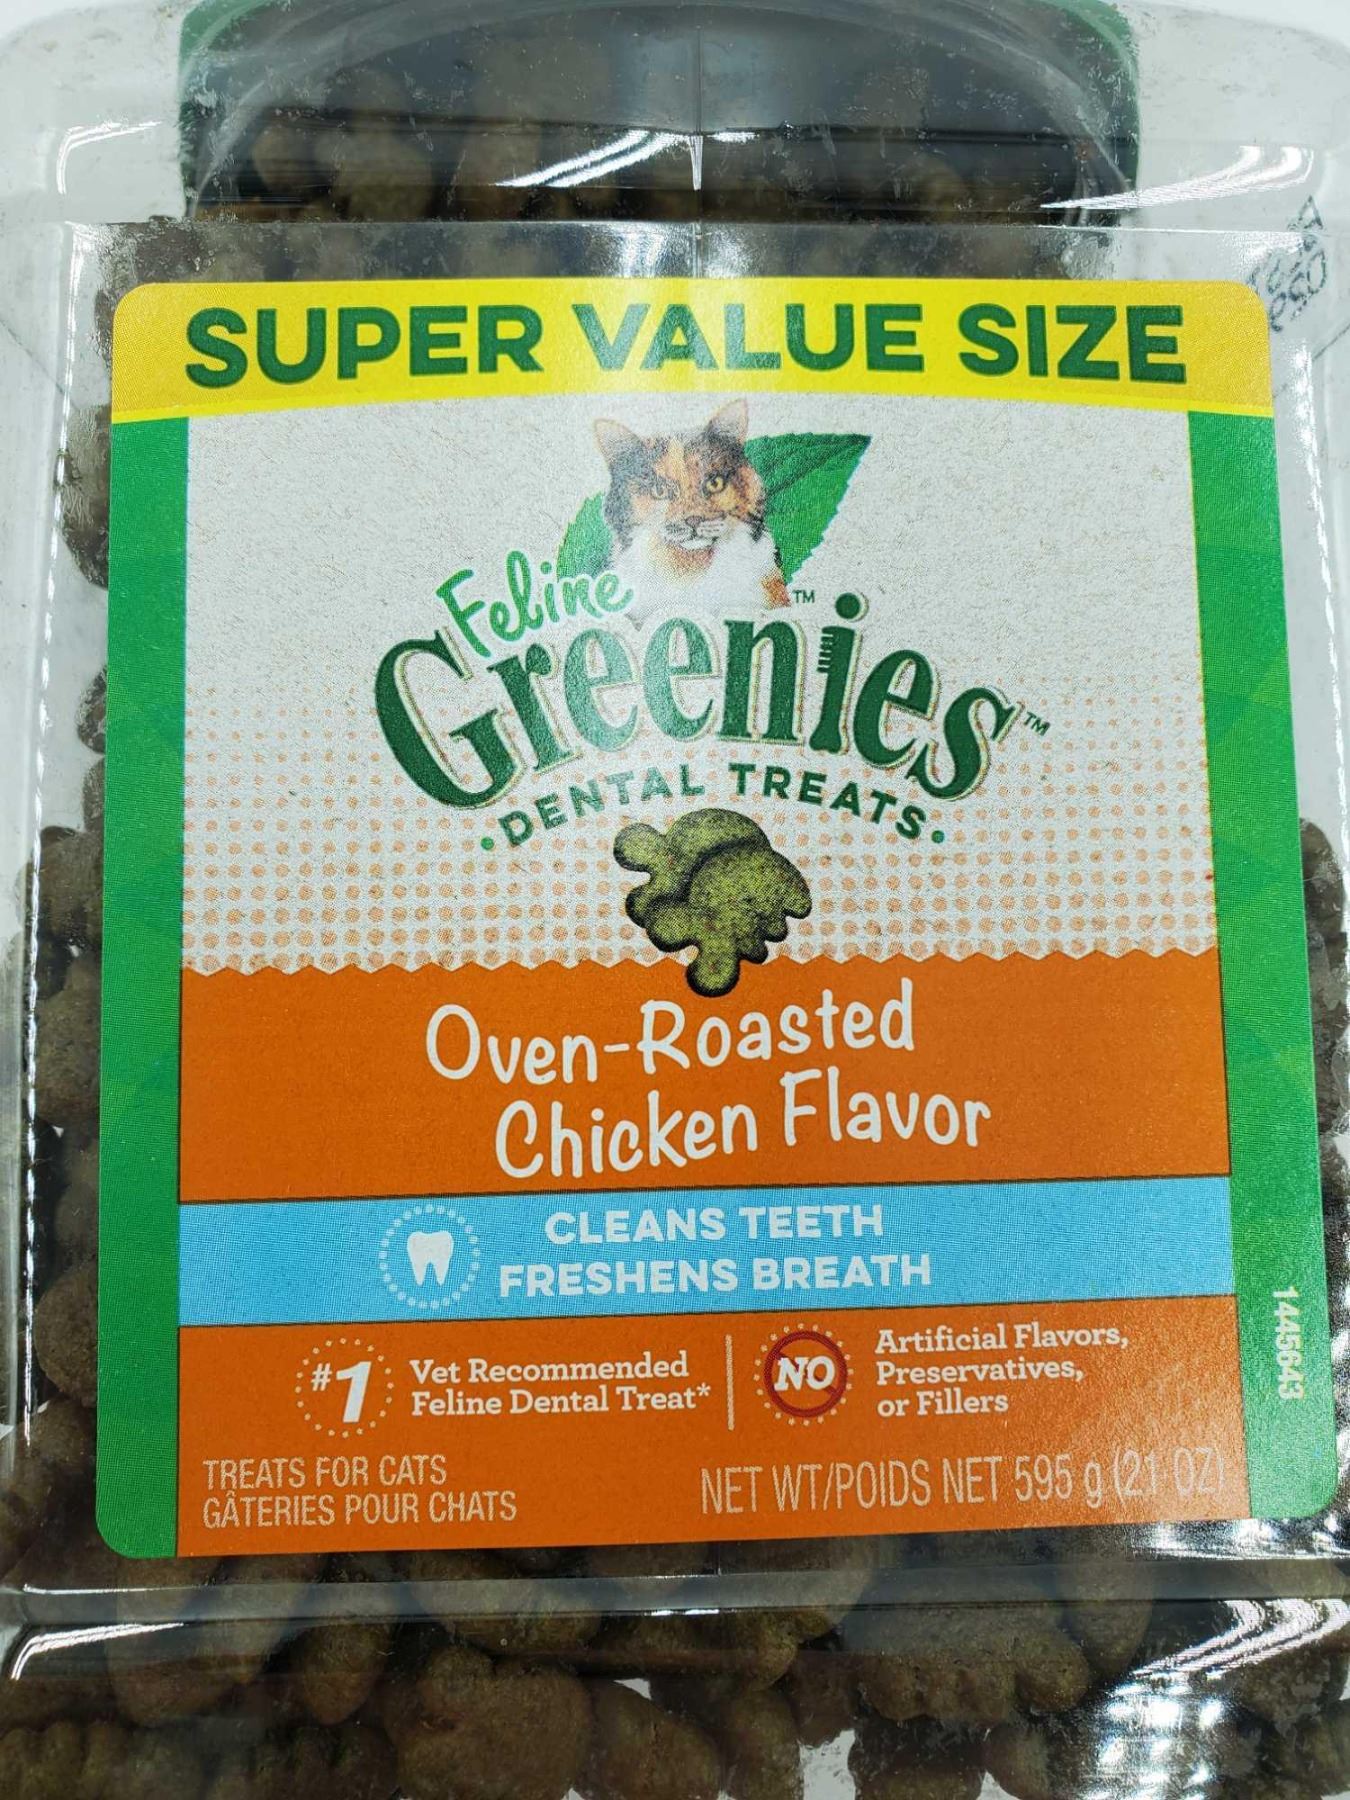 SUPER VALUE SIZE
Feline
Greenies™
·DENTAL TREATS·
Oven-Roasted
Chicken Flavor
CLEANS TEETH
FRESHENS BREATH
#1 Vet Recommended
Feline Dental Treat*
NO Artificial Flavors,
Preservatives,
or Fillers
TREATS FOR CATS
GÂTERIES POUR CHATS
NET WT/POIDS NET 595 g (21 OZ)
1445643